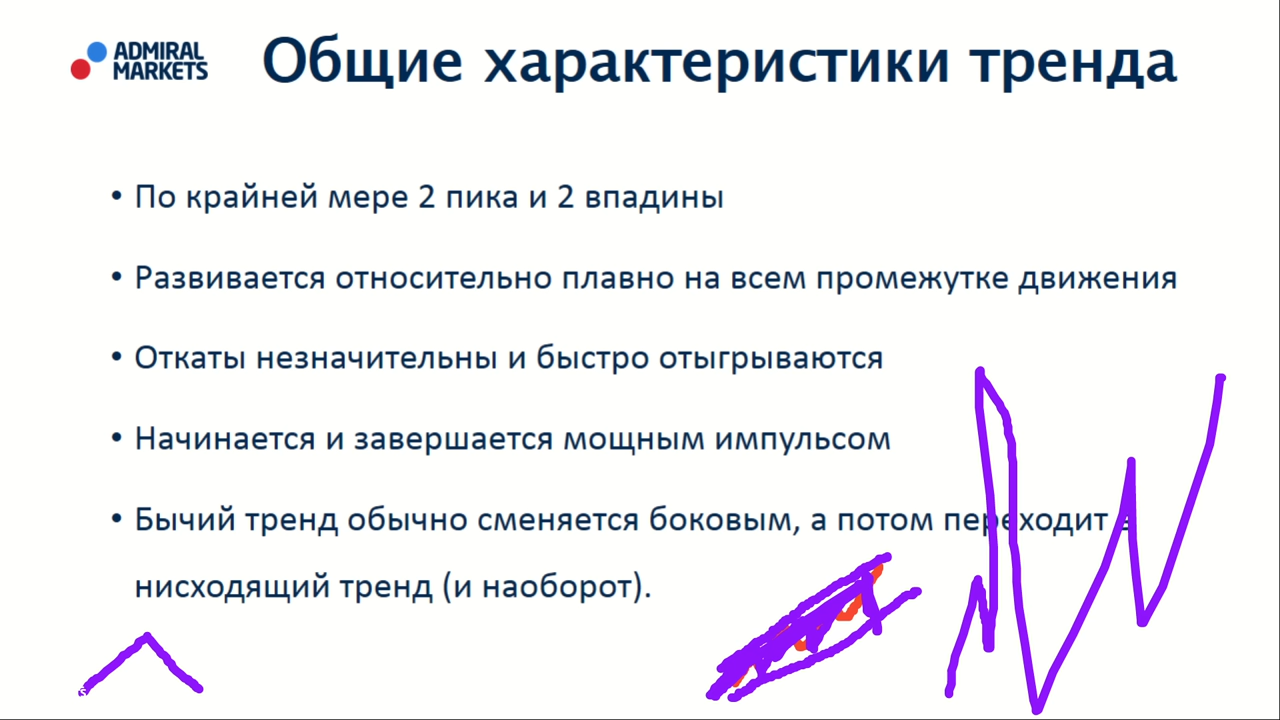 ADMIRAL
MARKETS
Общие характеристики тренда
• По крайней мере 2 пика и 2 впадины
• Развивается относительно плавно на всем промежутке движения
• Откаты незначительны и быстро отыгрываются
• Начинается и завершается мощным импульсом
• Бычий тренд обычно сменяется боковым, а потом переходит в
нисходящий тренд (и наоборот).